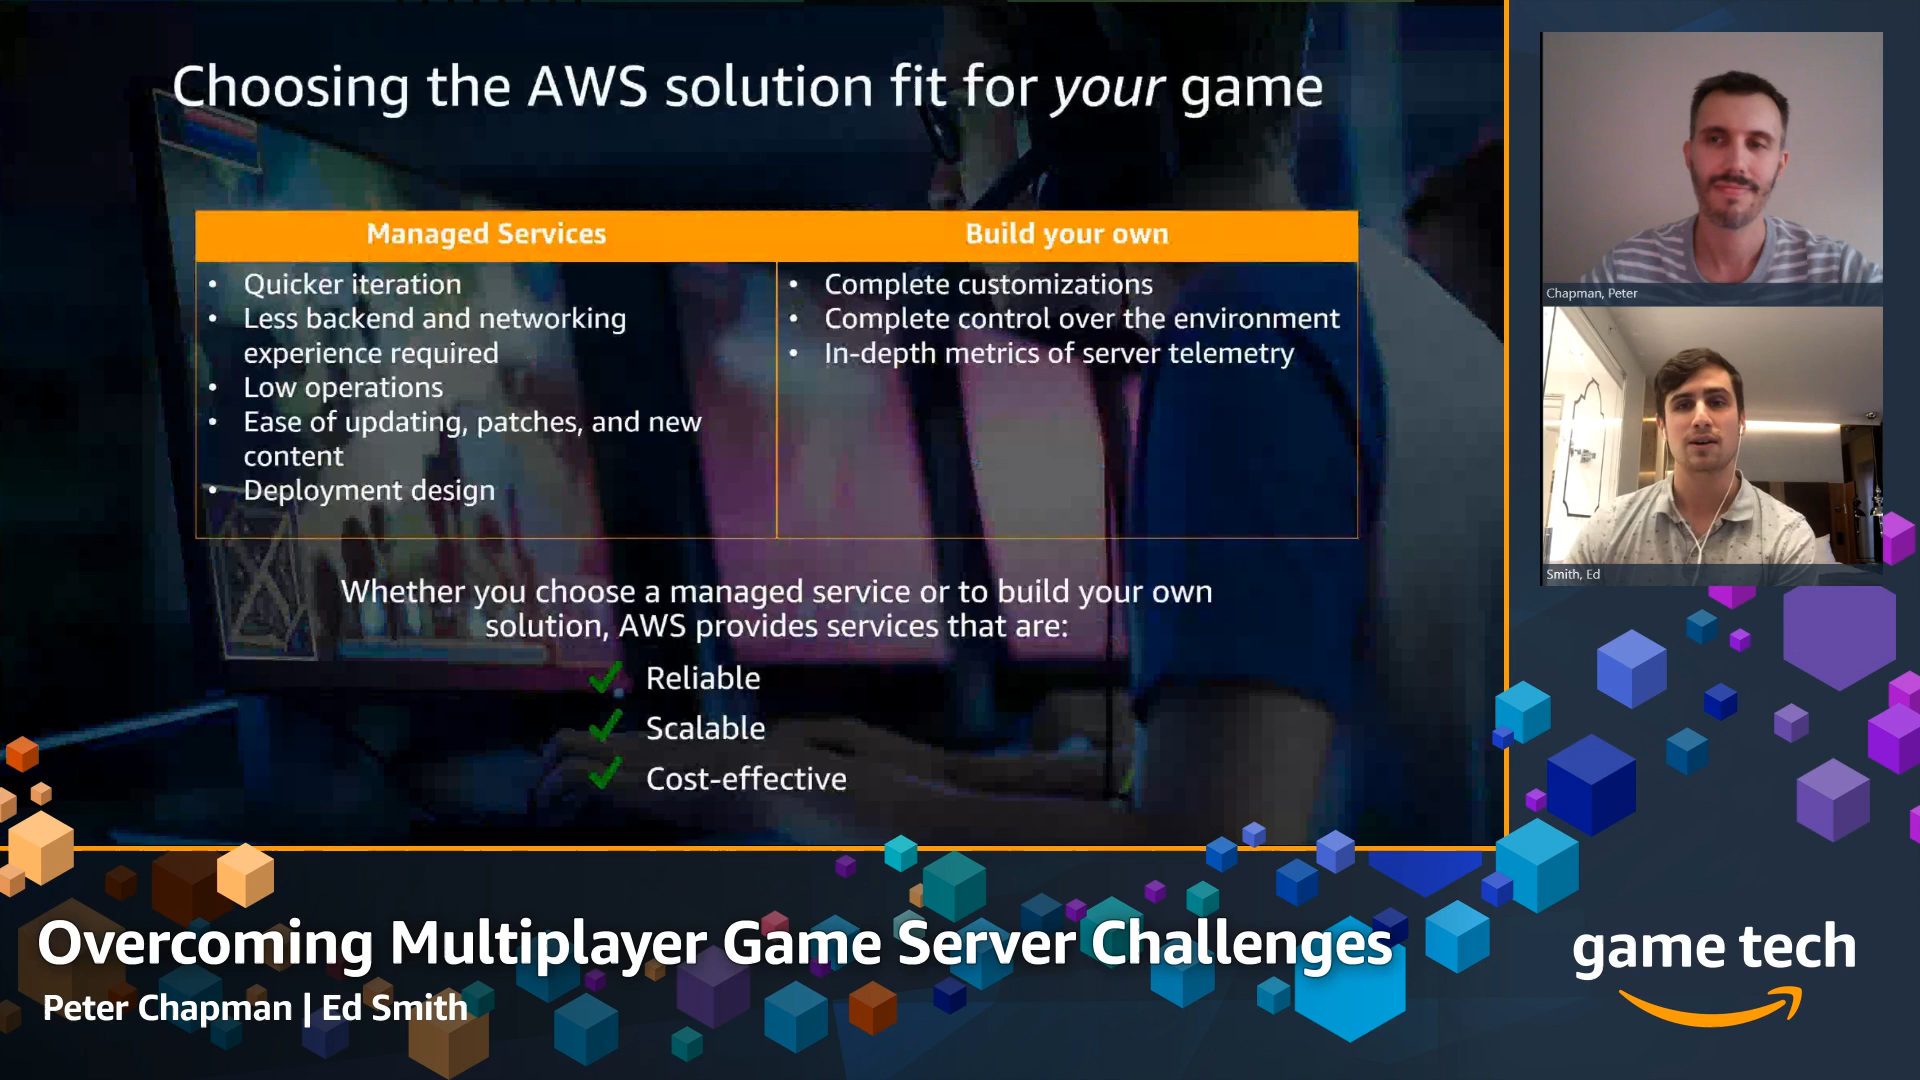 Choosing the AWS solution fit for your game
Managed Services
• Quicker iteration
• Less backend and networking
experience required
• Low operations
• Ease of updating, patches, and new
content
• Deployment design
Build your own
• Complete customizations
• Complete control over the environment
• In-depth metrics of server telemetry
Whether you choose a managed service or to build your own
solution, AWS provides services that are:
Reliable
Scalable
Cost-effective
Chapman, Peter
Smith, Ed
Overcoming Multiplayer Game Server Challenges
Peter Chapman | Ed Smith
game tech